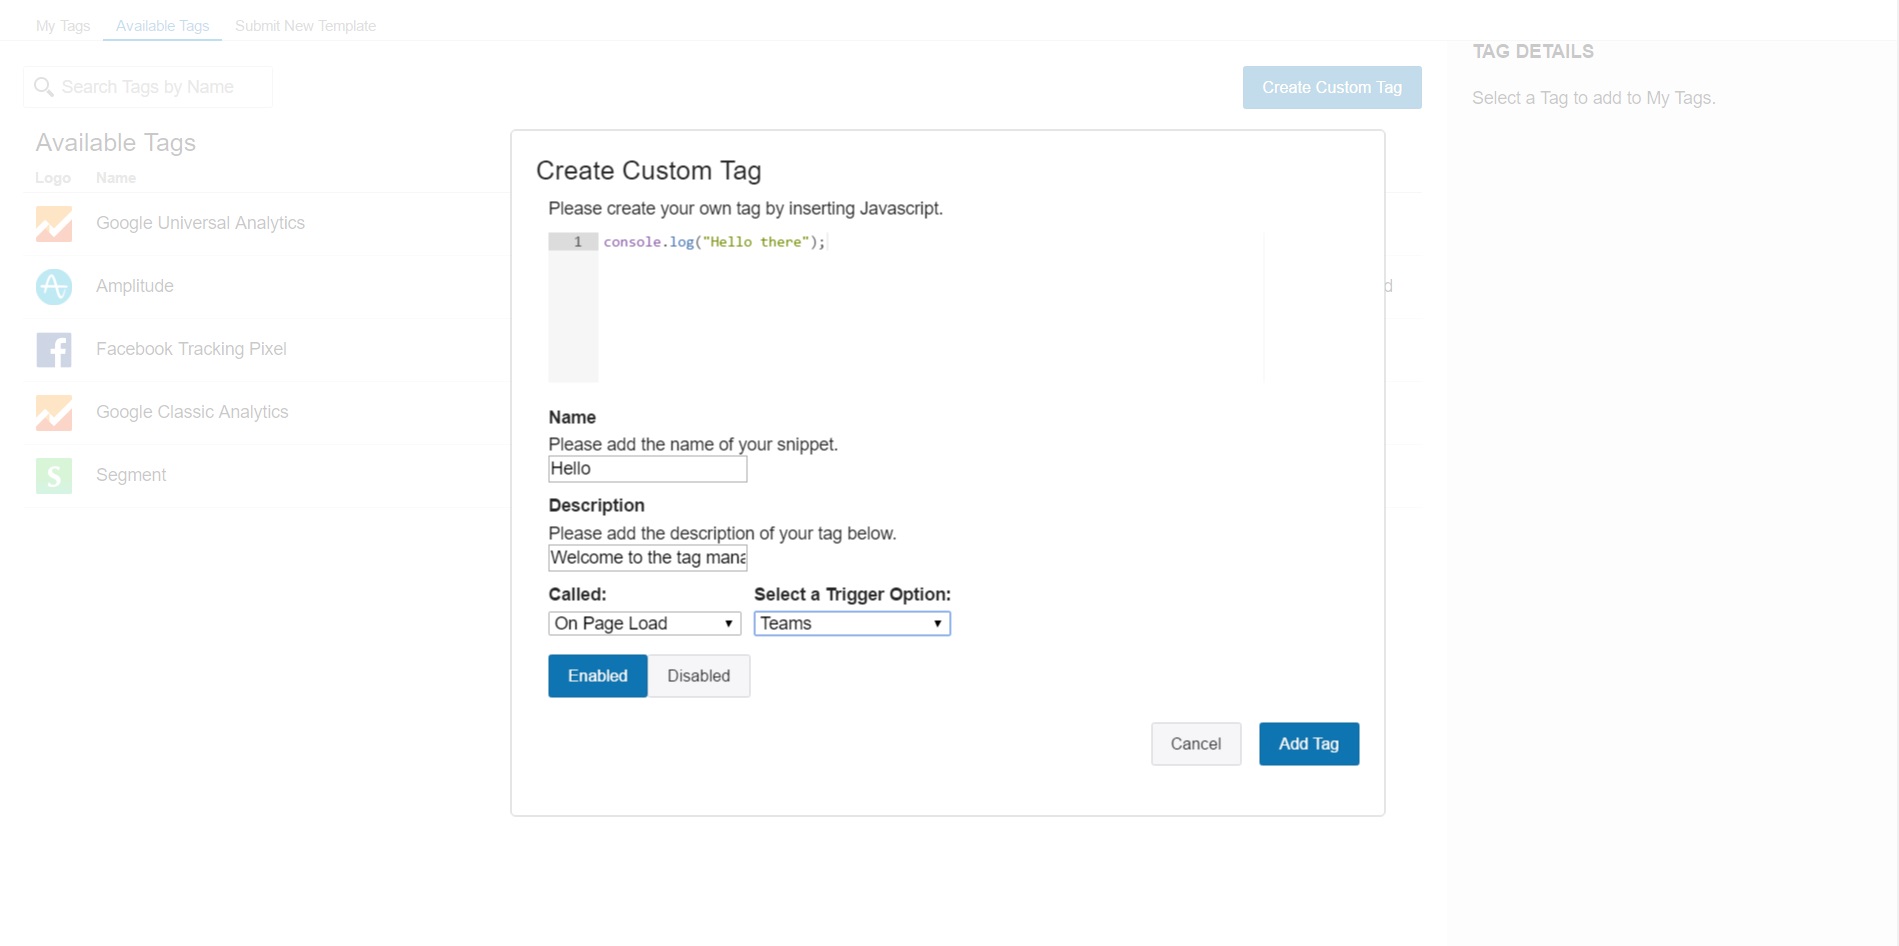 My Tags Available Tags Submit New Template
TAG DETAILS
Search Tags by Name
Create Custom Tag
Select a Tag to add to My Tags.
Available Tags
Logo Name
Google Universal Analytics
Amplitude
Facebook Tracking Pixel
Google Classic Analytics
S Segment
Create Custom Tag
Please create your own tag by inserting Javascript.
1 console.log("Hello there");
Name
Please add the name of your snippet.
Hello
Description
Please add the description of your tag below.
Welcome to the tag mana
Called: Select a Trigger Option:
On Page Load Teams
Enabled Disabled
Cancel Add Tag